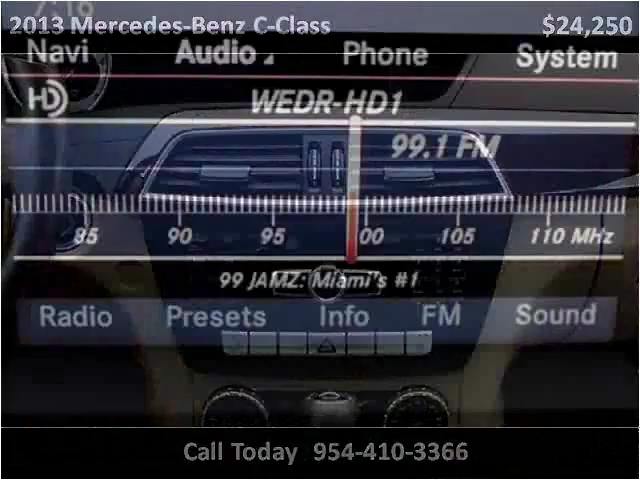 2013 Mercedes-Benz C-Class $24,250
Navi Audio Phone System
HD WEDR-HD1
99.1 FM
85 90 95 00 105 110 MHz
99 JAMZ: Miami's #1
Radio Presets Info FM Sound
Call Today 954-410-3366